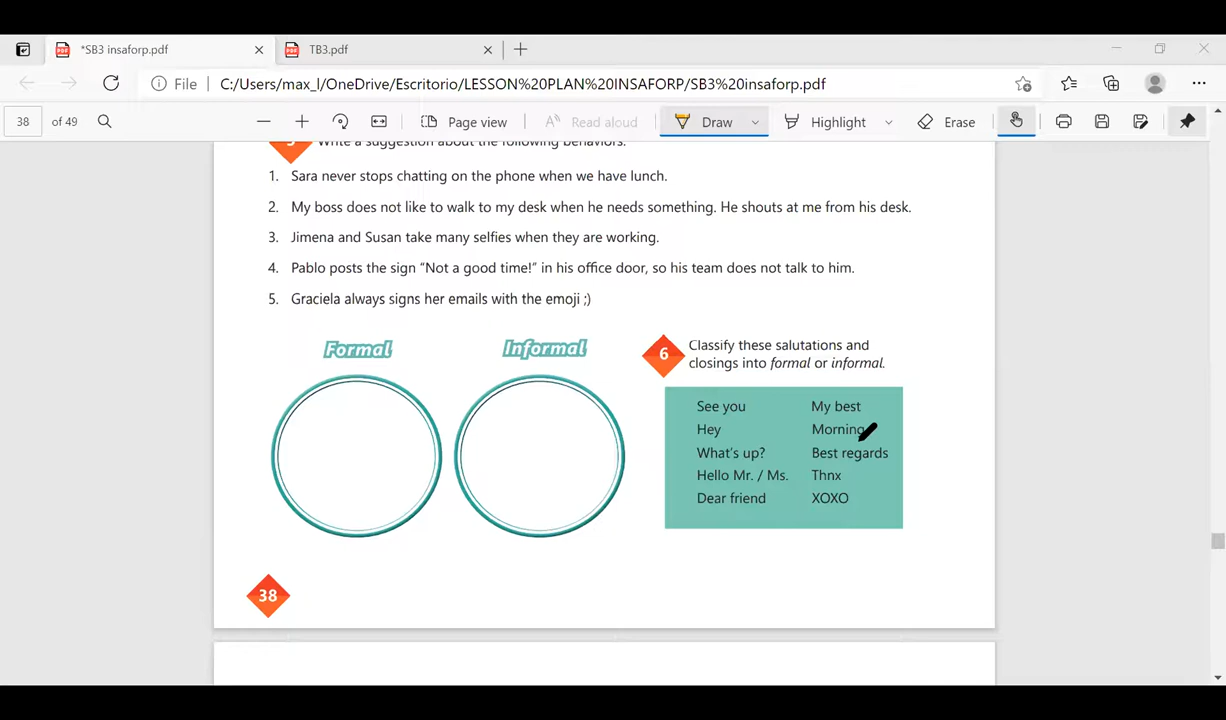 *SB3 insaforp.pdf
TB3.pdf
File
C:/Users/max_l/OneDrive/Escritorio/LESSON%20PLAN%20INSAFORP/SB3%20insaforp.pdf
38 of 49
Page view
Read aloud
Draw
Highlight
Erase
Write a suggestion about the following behaviors.
1. Sara never stops chatting on the phone when we have lunch.
2. My boss does not like to walk to my desk when he needs something. He shouts at me from his desk.
3. Jimena and Susan take many selfies when they are working.
4. Pablo posts the sign “Not a good time!” in his office door, so his team does not talk to him.
5. Graciela always signs her emails with the emoji ;)
Formal
Informal
6
Classify these salutations and
closings into formal or informal.
See you
Hey
What’s up?
Hello Mr. / Ms.
Dear friend
My best
Morning
Best regards
Thnx
XOXO
38